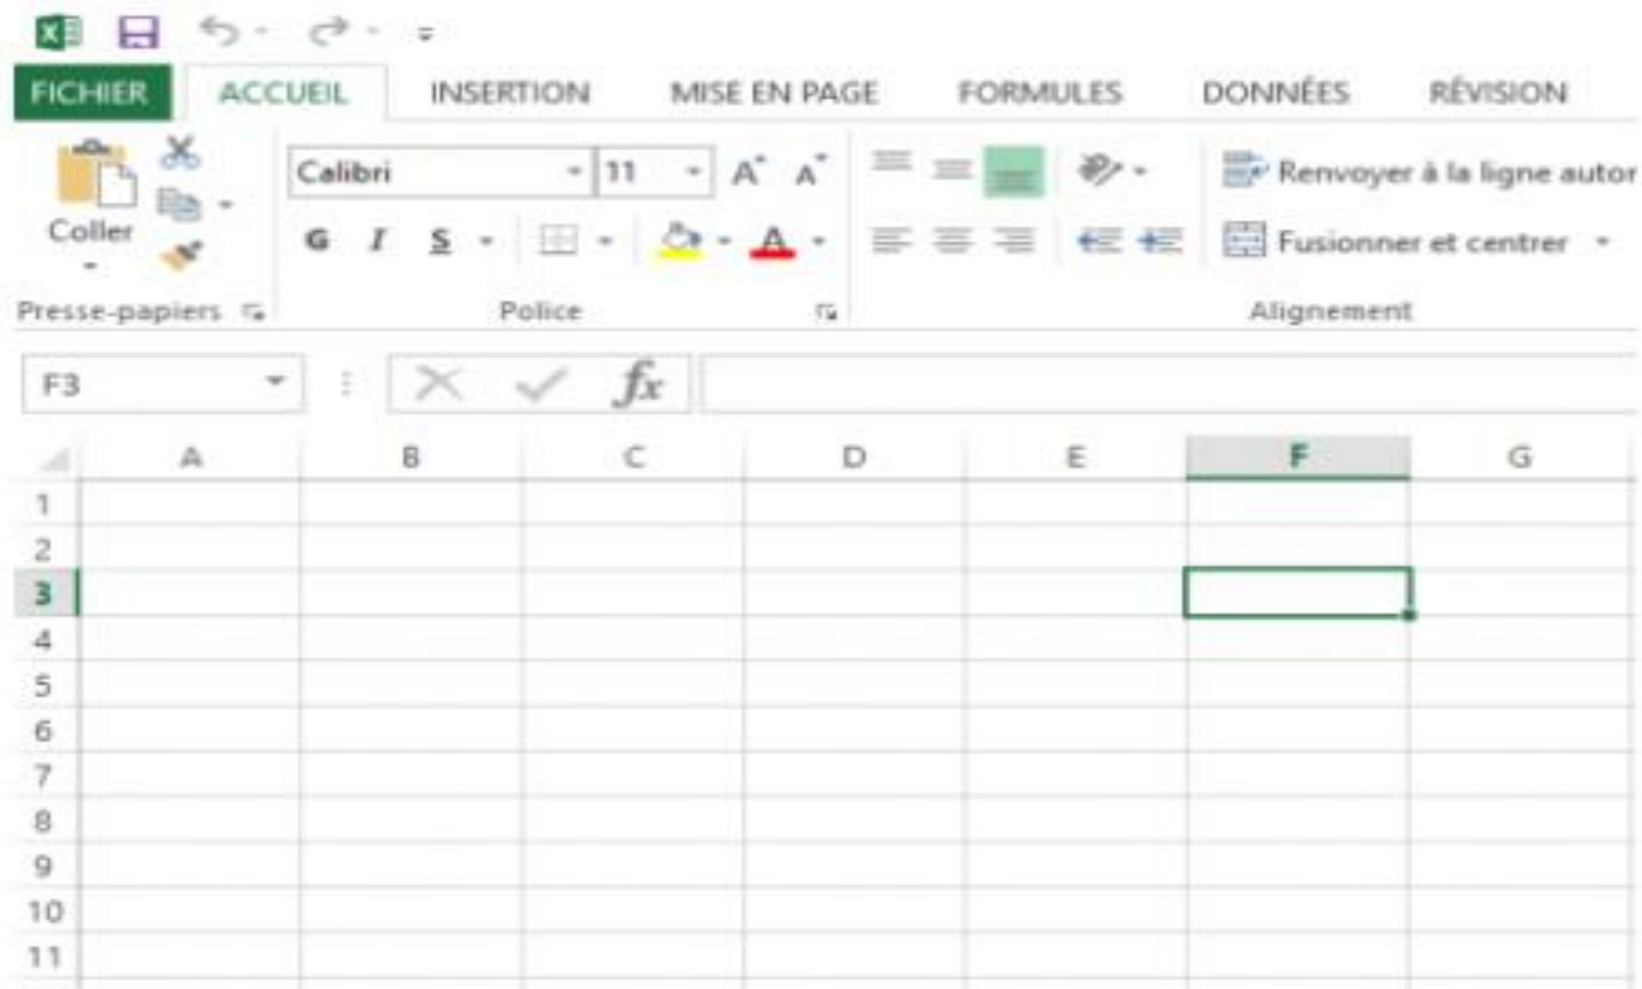 FICHIER ACCUEIL INSERTION MISE EN PAGE FORMULES DONNÉES RÉVISION
Calibri 11 A A Renvoyer à la ligne autor
Coller G I S A Fusionner et centrer
Presse-papiers Police Alignement
F3 fx
A B C D E F G
1
2
3
4
5
6
7
8
9
10
11